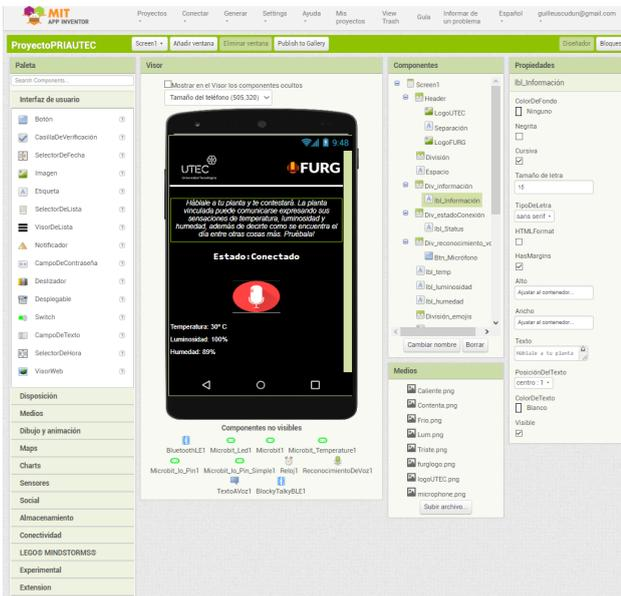 MIT
APP INVENTOR
Proyectos
Conectar
Generar
Settings
Ayuda
Mis proyectos
View Trash
Guía
Informar de un problema
Español
guilleuscudun@gmail.com
ProyectoPRIAUTEC
Screen1
Añadir ventana
Eliminar ventana
Publish to Gallery
Diseñador
Bloques
Paleta
Search Components...
Interfaz de usuario
Botón
CasillaDeVerificación
SelectorDeFecha
Imagen
Etiqueta
SelectorDeLista
VisorDeLista
Notificador
CampoDeContraseña
Deslizador
Desplegable
Switch
CampoDeTexto
SelectorDeHora
VisorWeb
Disposición
Medios
Dibujo y animación
Maps
Charts
Sensores
Social
Almacenamiento
Conectividad
LEGO® MINDSTORMS®
Experimental
Extension
Visor
Mostrar en el Visor los componentes ocultos
Tamaño del teléfono (505,320)
9:48
UTEC
FURG
Háblale a tu planta y te contestará. La planta
vinculada puede comunicarse expresando sus
sensaciones de temperatura, luminosidad y
humedad, además de decirte como se encuentra el
día entre otras cosas más. Pruébala!
Estado:Conectado
Temperatura: 30º C
Luminosidad: 100%
Humedad: 89%
Componentes no visibles
BluetoothLE1 Microbit_Led1 Microbit1 Microbit_Temperature1
Microbit_Io_Pin1 Microbit_Io_Pin_Simple1 Reloj1 ReconocimientoDeVoz1
TextoAVoz1 BlockyTalkyBLE1
Componentes
Screen1
Header
LogoUTEC
Separación
LogoFURG
División
Espacio
Div_información
lbl_Información
Div_estadoConexión
lbl_Status
Div_reconocimiento_vo
Btn_Micrófono
lbl_temp
lbl_luminosidad
lbl_humedad
División_emojis
Cambiar nombre
Borrar
Medios
Caliente.png
Contenta.png
Frio.png
Lum.png
Triste.png
furglogo.png
logoUTEC.png
microphone.png
Subir archivo...
Propiedades
lbl_Información
ColorDeFondo
Ninguno
Negrita
Cursiva
Tamaño de letra
15
TipoDeLetra
sans serif
HTMLFormat
HasMargins
Alto
Ajustar al contenedor...
Ancho
Ajustar al contenedor...
Texto
Háblale a tu planta
PosiciónDelTexto
centro : 1
ColorDeTexto
Blanco
Visible